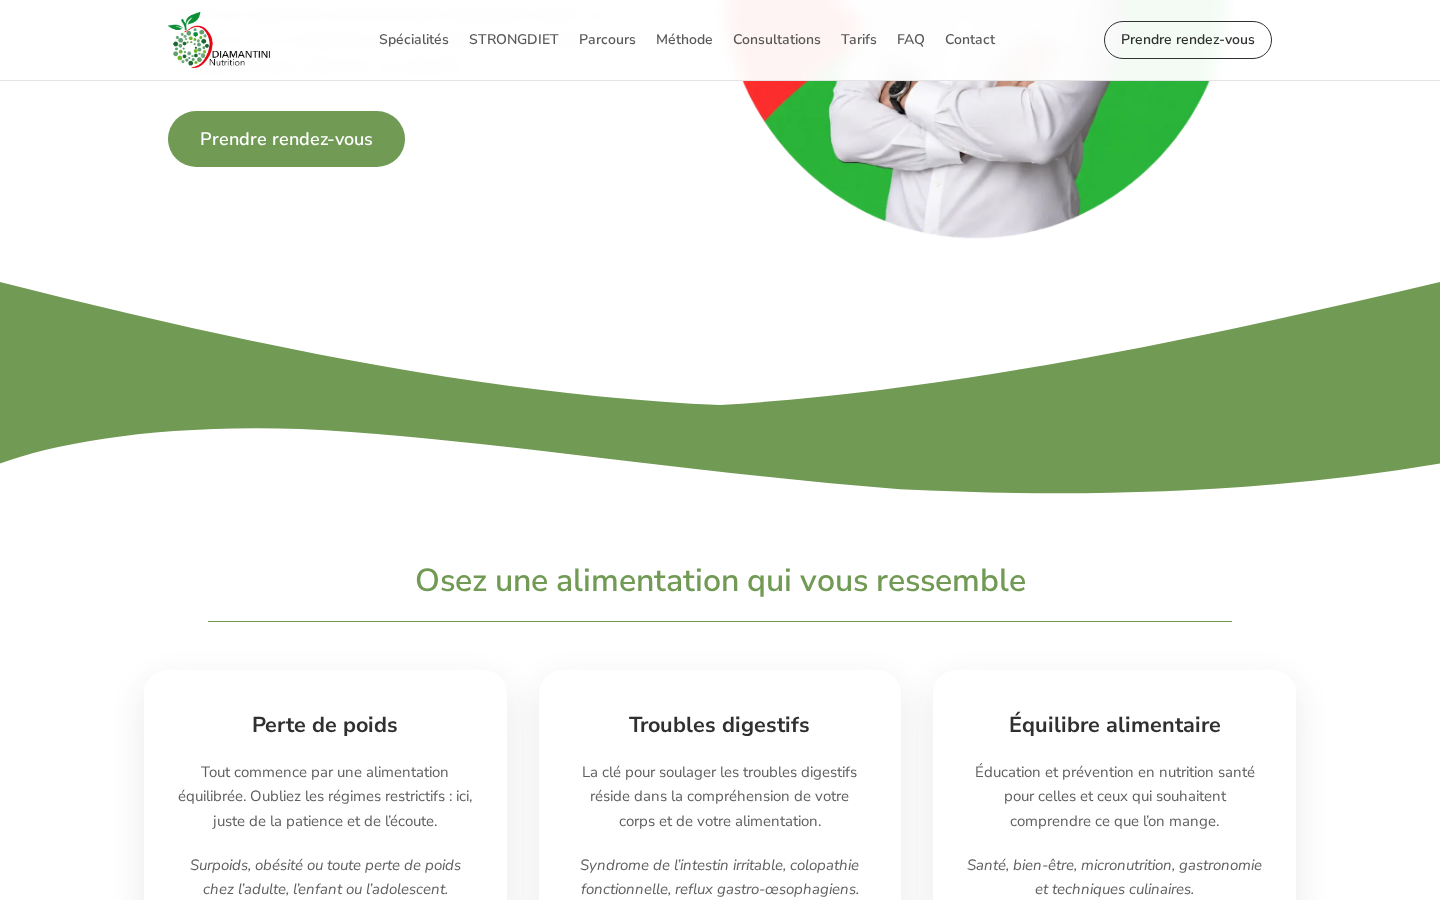 DIAMANTINI
Nutrition
Spécialités
STRONGDIET
Parcours
Méthode
Consultations
Tarifs
FAQ
Contact
Prendre rendez-vous
Prendre rendez-vous
Osez une alimentation qui vous ressemble
Perte de poids
Tout commence par une alimentation
équilibrée. Oubliez les régimes restrictifs : ici,
juste de la patience et de l’écoute.
Surpoids, obésité ou toute perte de poids
chez l’adulte, l’enfant ou l’adolescent.
Troubles digestifs
La clé pour soulager les troubles digestifs
réside dans la compréhension de votre
corps et de votre alimentation.
Syndrome de l’intestin irritable, colopathie
fonctionnelle, reflux gastro-œsophagiens.
Équilibre alimentaire
Éducation et prévention en nutrition santé
pour celles et ceux qui souhaitent
comprendre ce que l’on mange.
Santé, bien-être, micronutrition, gastronomie
et techniques culinaires.